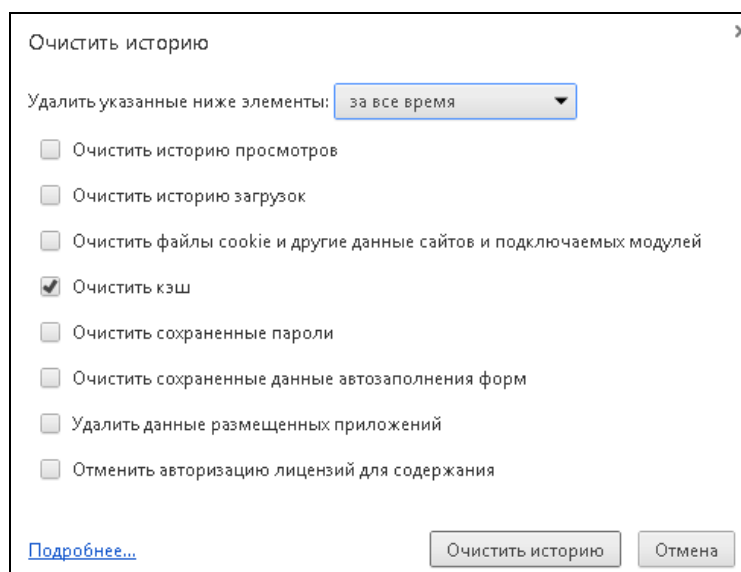 Очистить историю
Удалить указанные ниже элементы: за все время
Очистить историю просмотров
Очистить историю загрузок
Очистить файлы cookie и другие данные сайтов и подключаемых модулей
Очистить кэш
Очистить сохраненные пароли
Очистить сохраненные данные автозаполнения форм
Удалить данные размещенных приложений
Отменить авторизацию лицензий для содержания
Подробнее... Очистить историю Отмена